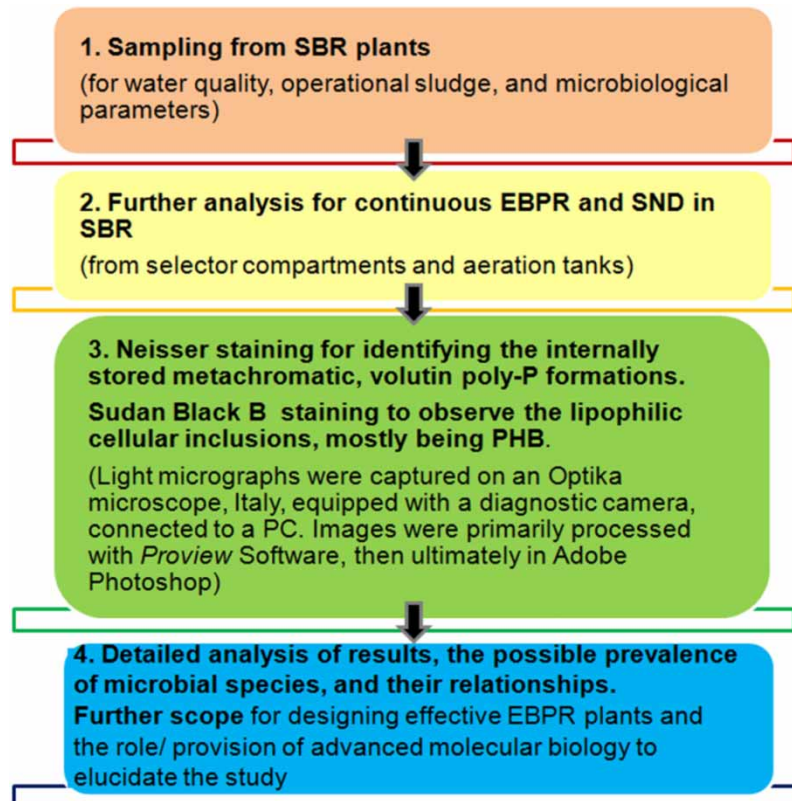 1. Sampling from SBR plants
(for water quality, operational sludge, and microbiological
parameters)
2. Further analysis for continuous EBPR and SND in
SBR
(from selector compartments and aeration tanks)
3. Neisser staining for identifying the internally
stored metachromatic, volutin poly-P formations.
Sudan Black B staining to observe the lipophilic
cellular inclusions, mostly being PHB.
(Light micrographs were captured on an Optika
microscope, Italy, equipped with a diagnostic camera,
connected to a PC. Images were primarily processed
with Proview Software, then ultimately in Adobe
Photoshop)
4. Detailed analysis of results, the possible prevalence
of microbial species, and their relationships.
Further scope for designing effective EBPR plants and
the role/ provision of advanced molecular biology to
elucidate the study